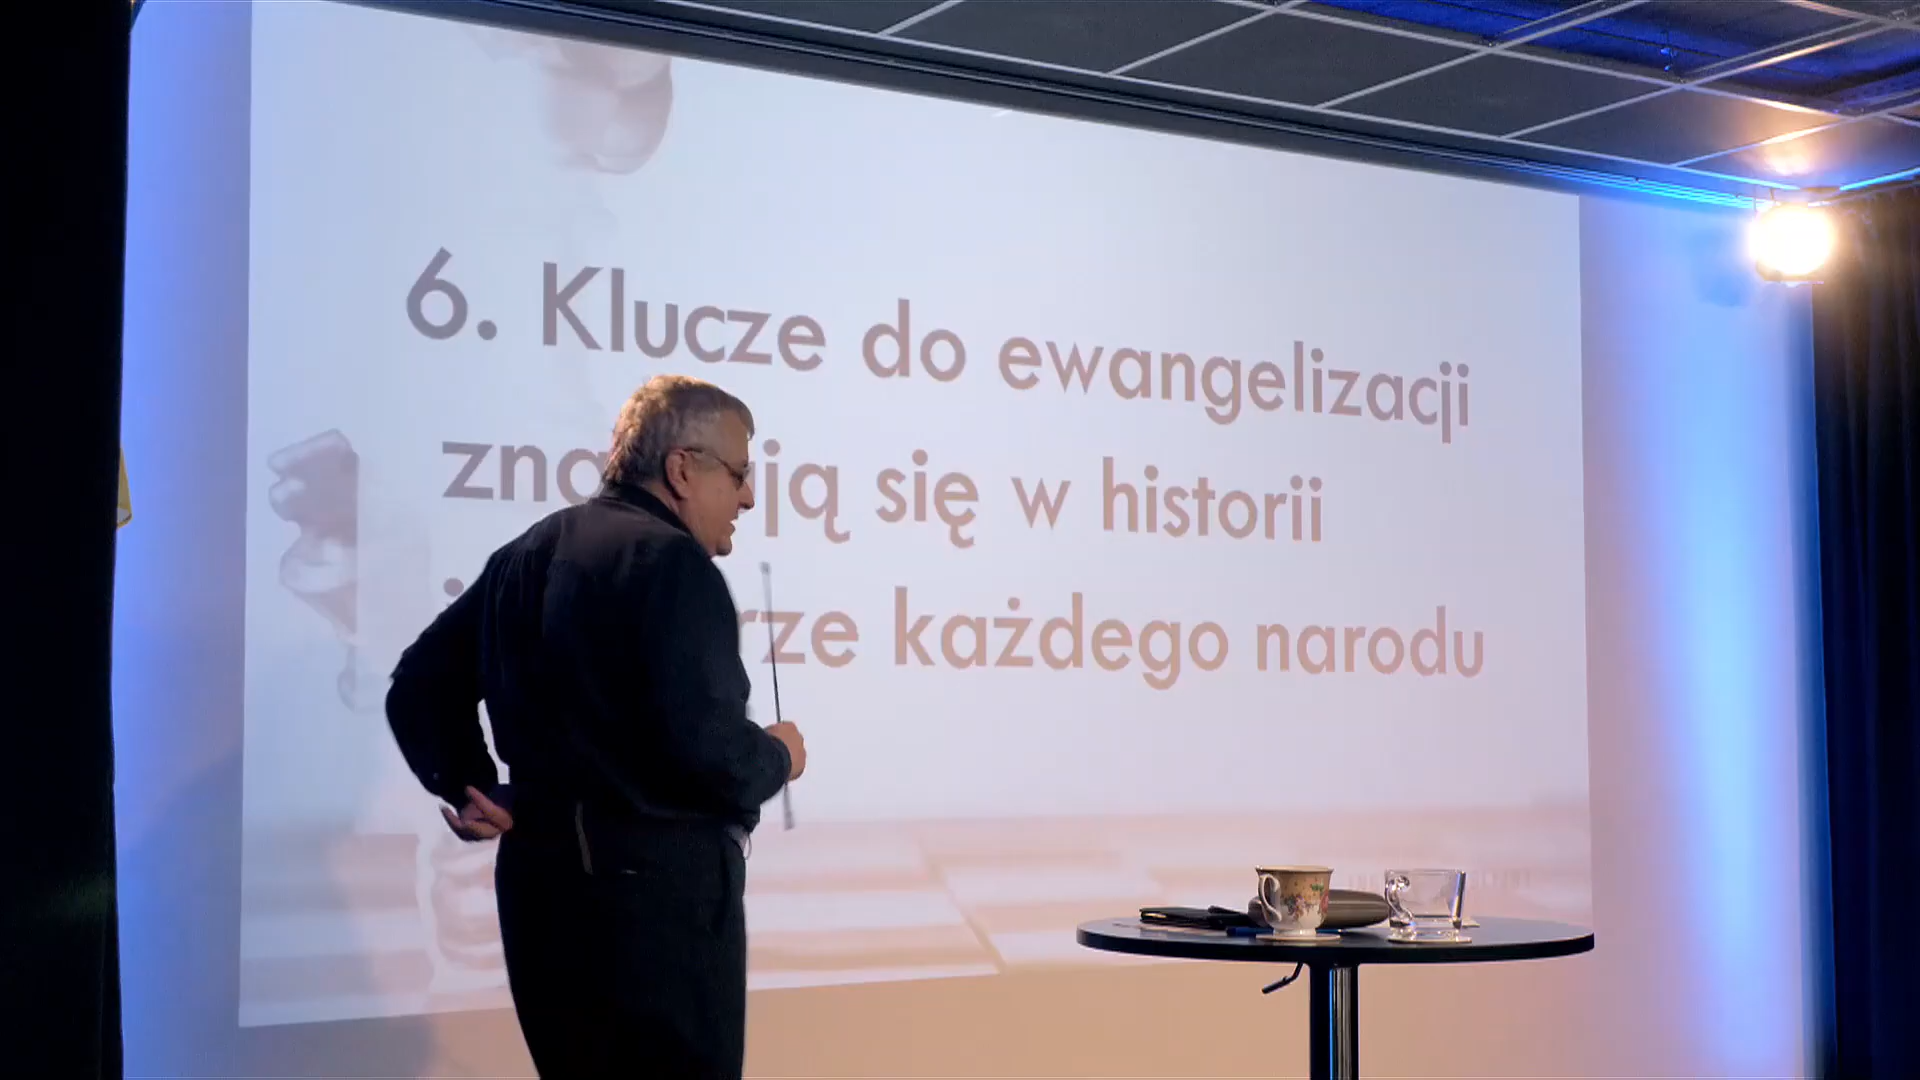 6. Klucze do ewangelizacji
się w historii
każdego narodu